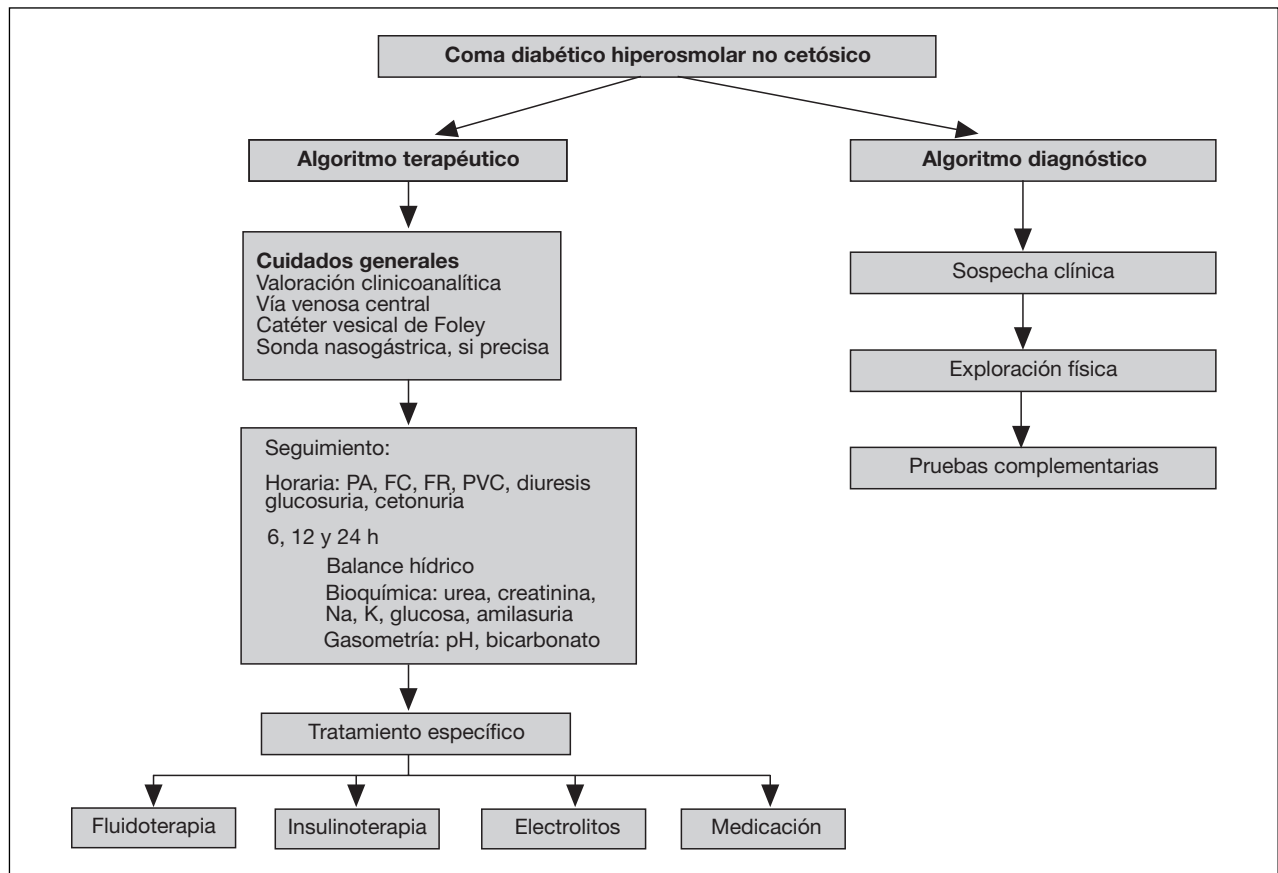 Coma diabético hiperosmolar no cetósico
Algoritmo terapéutico
Cuidados generales
Valoración clinicoanalítica
Vía venosa central
Catéter vesical de Foley
Sonda nasogástrica, si precisa
Seguimiento:
Horaria: PA, FC, FR, PVC, diuresis
glucosuria, cetonuria
6, 12 y 24 h
Balance hídrico
Bioquímica: urea, creatinina,
Na, K, glucosa, amilasuria
Gasometría: pH, bicarbonato
Tratamiento específico
Fluidoterapia
Insulinoterapia
Electrolitos
Medicación
Algoritmo diagnóstico
Sospecha clínica
Exploración física
Pruebas complementarias